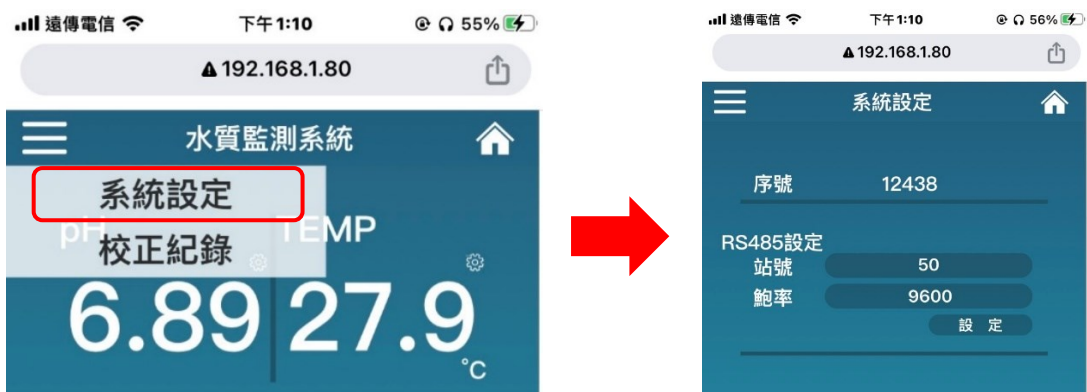 遠傳電信 下午1:10 55%
192.168.1.80
水質監測系統
系統設定
pH TEMP
校正紀錄
6.89 27.9
°C
遠傳電信 下午1:10 56%
192.168.1.80
系統設定
序號 12438
RS485設定
站號 50
鮑率 9600
設 定